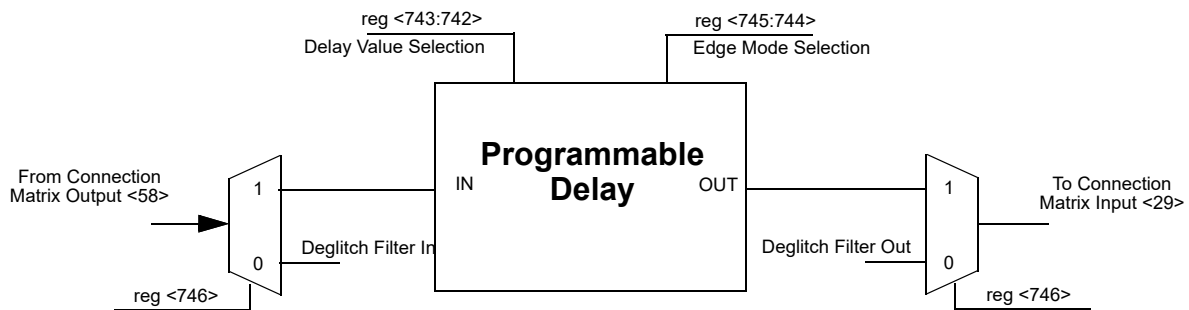 reg <743:742>
Delay Value Selection
reg <745:744>
Edge Mode Selection
Programmable
Delay
IN
OUT
From Connection
Matrix Output <58>
1
0
Deglitch Filter In
reg <746>
Deglitch Filter Out
1
0
To Connection
Matrix Input <29>
reg <746>